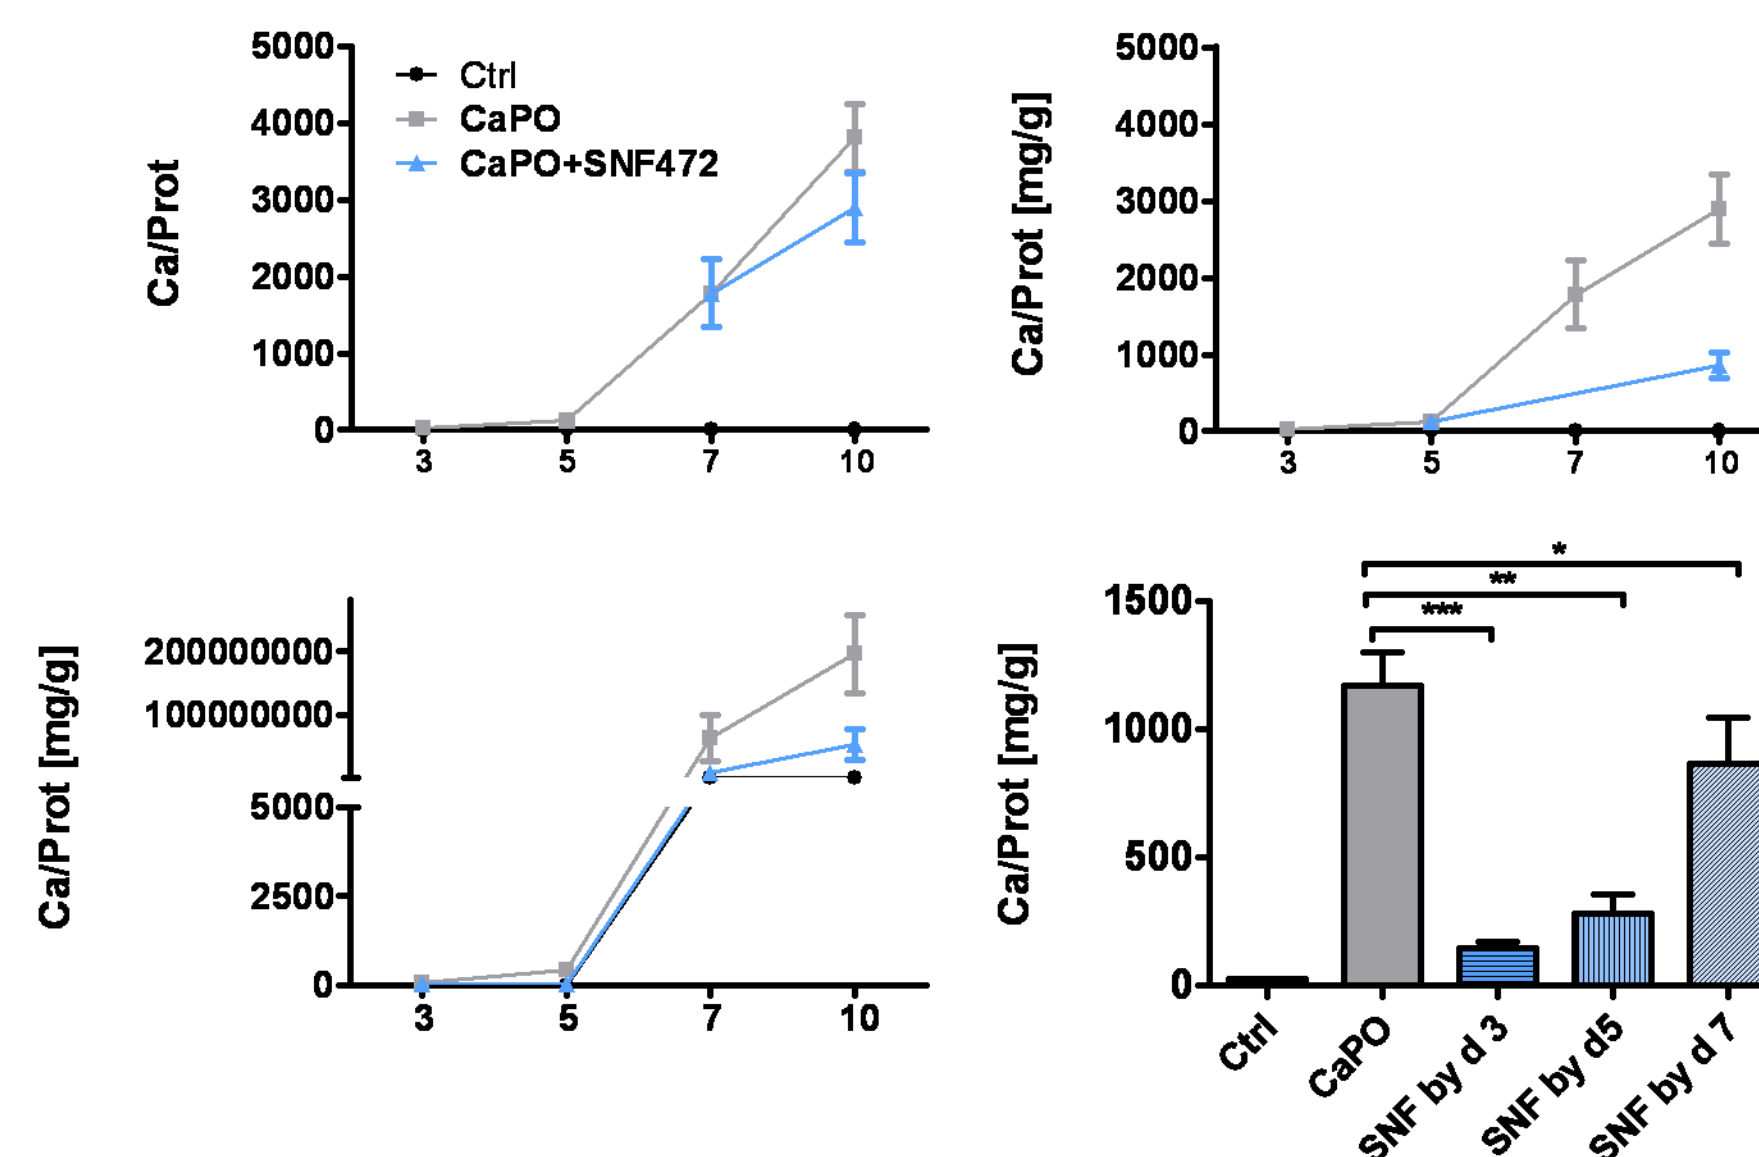 5000
4000
3000
2000
1000
0
Ca/Prot
Ctrl
CaPO
CaPO+SNF472
3 5 7 10
5000
4000
3000
2000
1000
0
Ca/Prot [mg/g]
3 5 7 10
200000000
100000000
5000
2500
0
Ca/Prot [mg/g]
3 5 7 10
*
**
***
1500
1000
500
0
Ca/Prot [mg/g]
Ctrl
CaPO
SNF by d 3
SNF by d5
SNF by d 7